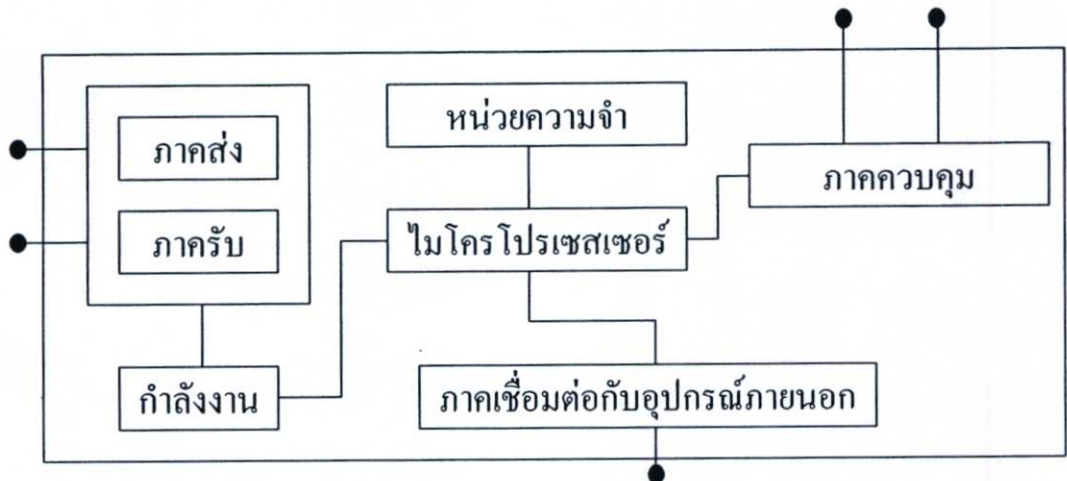 หน่วยความจำ
ภาคส่ง
ภาคควบคุม
ภาครับ
ไมโครโปรเซสเซอร์
กำลังงาน
ภาคเชื่อมต่อกับอุปกรณ์ภายนอก